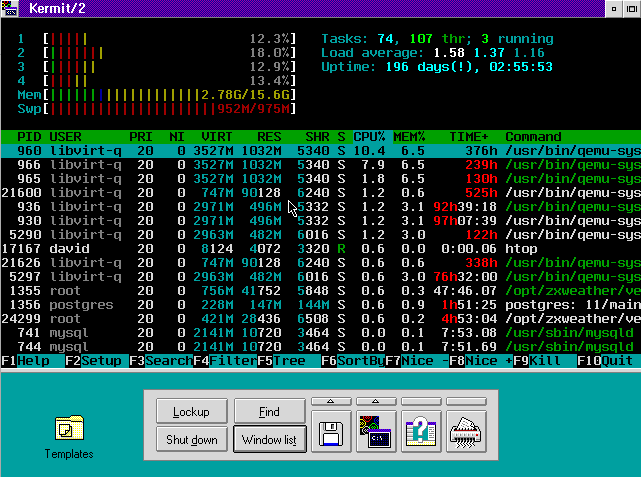 Kermit/2
1 [||||| 12.3%] Tasks: 74, 107 thr; 3 running
2 [||||||| 18.0%] Load average: 1.58 1.37 1.16
3 [|||||| 12.9%] Uptime: 196 days(!), 02:55:53
4 [||||| 13.4%]
Mem[|||||||||||||||||||||2.78G/15.6G]
Swp[|||||||||||||||||||||||952M/975M]
PID USER PRI NI VIRT RES SHR S CPU% MEM% TIME+ Command
960 libvirt-q 20 0 3527M 1032M 5340 S 10.4 6.5 376h /usr/bin/qemu-sys
966 libvirt-q 20 0 3527M 1032M 5340 S 7.9 6.5 239h /usr/bin/qemu-sys
965 libvirt-q 20 0 3527M 1032M 5340 S 1.8 6.5 130h /usr/bin/qemu-sys
21600 libvirt-q 20 0 747M 90128 6240 S 1.2 0.6 525h /usr/bin/qemu-sys
936 libvirt-q 20 0 2971M 496M 5332 S 1.2 3.1 92h39:18 /usr/bin/qemu-sys
930 libvirt-q 20 0 2971M 496M 5332 S 1.2 3.1 97h07:39 /usr/bin/qemu-sys
5290 libvirt-q 20 0 2963M 482M 6016 S 1.2 3.0 122h /usr/bin/qemu-sys
17167 david 20 0 8124 4072 3320 R 0.6 0.0 0:00.06 htop
21626 libvirt-q 20 0 747M 90128 6240 S 0.6 0.6 338h /usr/bin/qemu-sys
5297 libvirt-q 20 0 2963M 482M 6016 S 0.6 3.0 76h32:00 /usr/bin/qemu-sys
1355 root 20 0 756M 41752 5848 S 0.6 0.3 47:46.07 /opt/zxweather/ve
1356 postgres 20 0 228M 147M 144M S 0.6 0.9 1h51:25 postgres: 11/main
24299 root 20 0 421M 28436 6508 S 0.6 0.2 4h53:04 /opt/zxweather/ve
741 mysql 20 0 2141M 10720 3464 S 0.0 0.1 7:53.08 /usr/sbin/mysqld
744 mysql 20 0 2141M 10720 3464 S 0.0 0.1 7:51.69 /usr/sbin/mysqld
F1Help F2Setup F3SearchF4FilterF5Tree F6SortByF7Nice -F8Nice +F9Kill F10Quit
Lockup Find
Shut down Window list
C:\
Templates